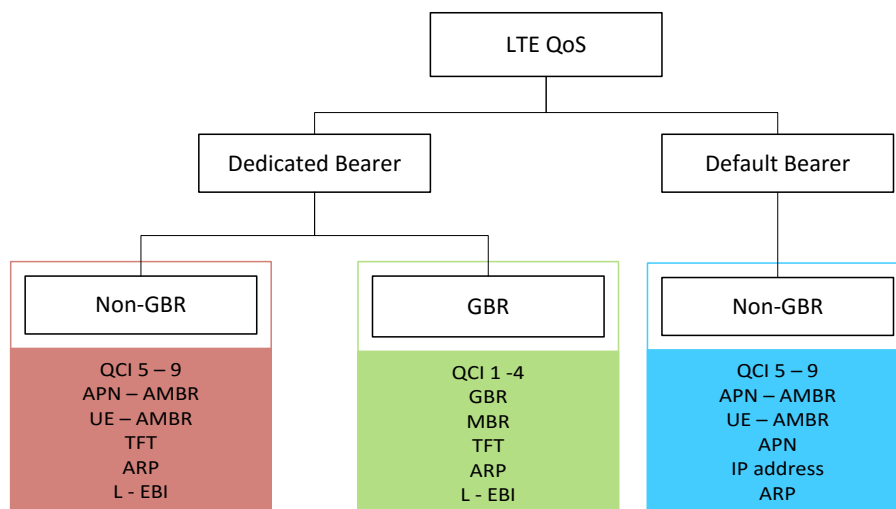 LTE QoS
Dedicated Bearer
Default Bearer
Non-GBR
QCI 5 – 9
APN – AMBR
UE – AMBR
TFT
ARP
L - EBI
GBR
QCI 1 -4
GBR
MBR
TFT
ARP
L - EBI
Non-GBR
QCI 5 – 9
APN – AMBR
UE – AMBR
APN
IP address
ARP